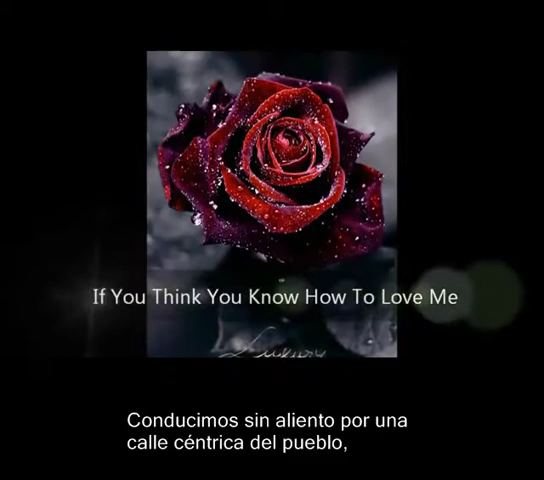 If You Think You Know How To Love Me
Conducimos sin aliento por una
calle céntrica del pueblo,